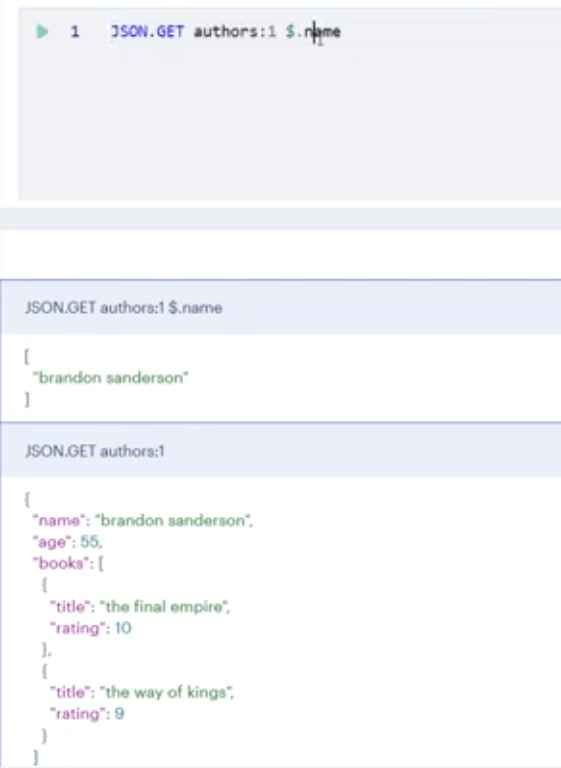 1 JSON.GET authors:1 $.name
JSON.GET authors:1 $.name
[
"brandon sanderson"
]
JSON.GET authors:1
{
"name": "brandon sanderson",
"age": 55,
"books": [
{
"title": "the final empire",
"rating": 10
},
{
"title": "the way of kings",
"rating": 9
}
]